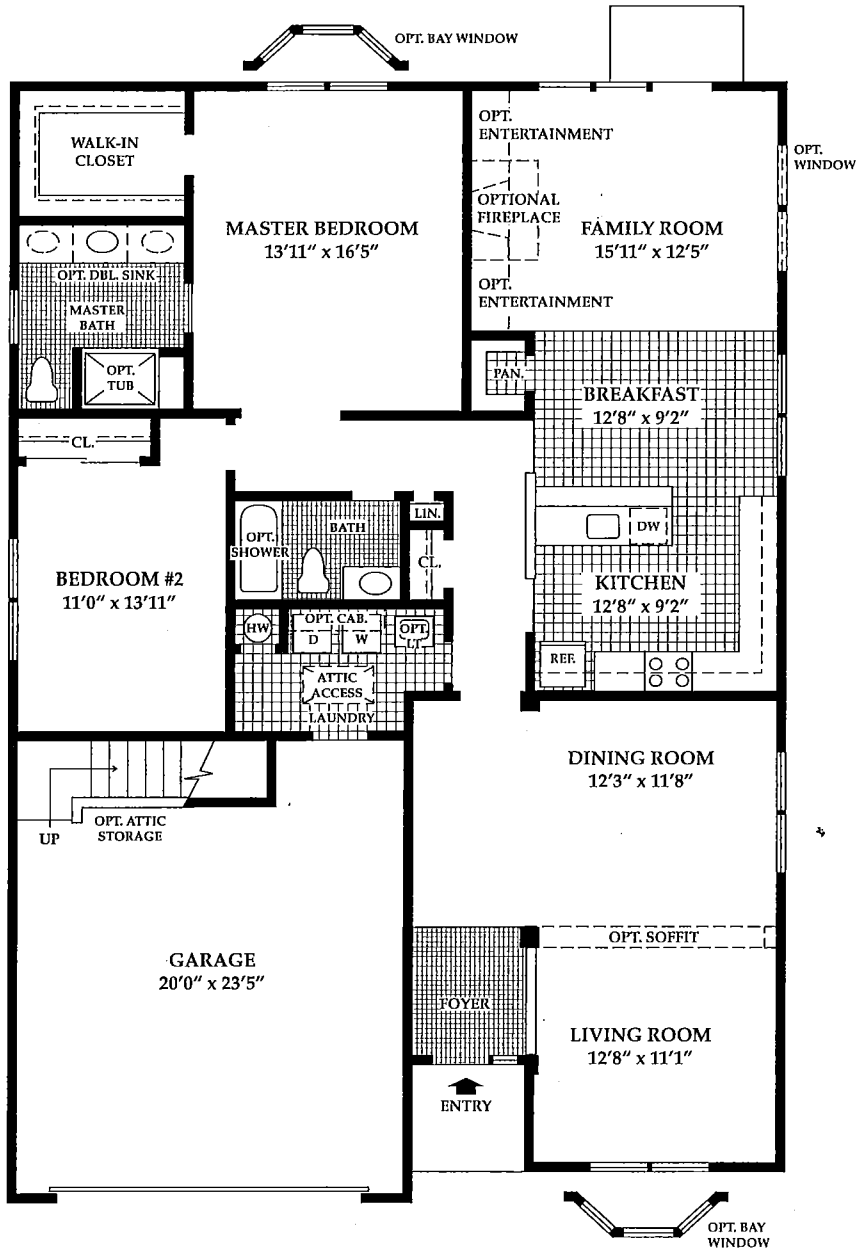 OPT. BAY WINDOW
OPT.
ENTERTAINMENT
WALK-IN
CLOSET
OPT.
WINDOW
OPTIONAL
FIREPLACE
MASTER BEDROOM
13'11" x 16'5"
FAMILY ROOM
15'11" x 12'5"
OPT. DBL. SINK
OPT.
ENTERTAINMENT
MASTER
BATH
OPT.
TUB
PAN.
BREAKFAST
12'8" x 9'2"
CL.
LIN.
BATH
DW
OPT.
SHOWER
CL.
BEDROOM #2
11'0" x 13'11"
KITCHEN
12'8" x 9'2"
HW
OPT. CAB.
D
W
OPT.
LT.
REF.
ATTIC
ACCESS
LAUNDRY
DINING ROOM
12'3" x 11'8"
UP
OPT. ATTIC
STORAGE
OPT. SOFFIT
GARAGE
20'0" x 23'5"
FOYER
LIVING ROOM
12'8" x 11'1"
ENTRY
OPT. BAY
WINDOW